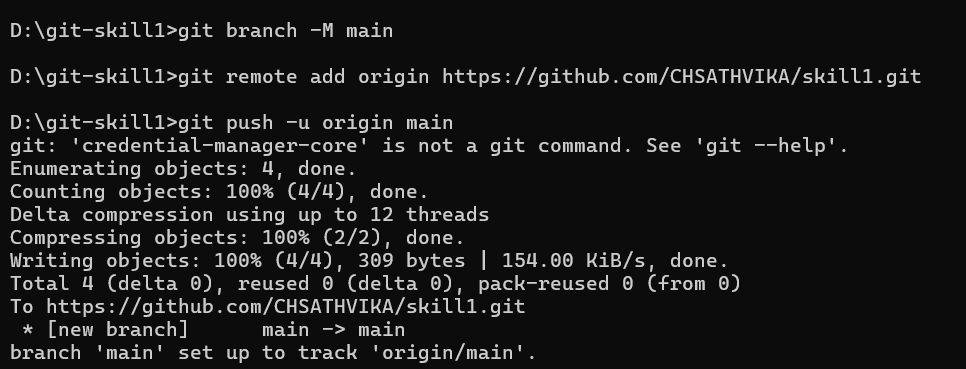 D:\git-skill1>git branch -M main
D:\git-skill1>git remote add origin https://github.com/CHSATHVIKA/skill1.git
D:\git-skill1>git push -u origin main
git: 'credential-manager-core' is not a git command. See 'git --help'.
Enumerating objects: 4, done.
Counting objects: 100% (4/4), done.
Delta compression using up to 12 threads
Compressing objects: 100% (2/2), done.
Writing objects: 100% (4/4), 309 bytes | 154.00 KiB/s, done.
Total 4 (delta 0), reused 0 (delta 0), pack-reused 0 (from 0)
To https://github.com/CHSATHVIKA/skill1.git
 * [new branch]      main -> main
branch 'main' set up to track 'origin/main'.